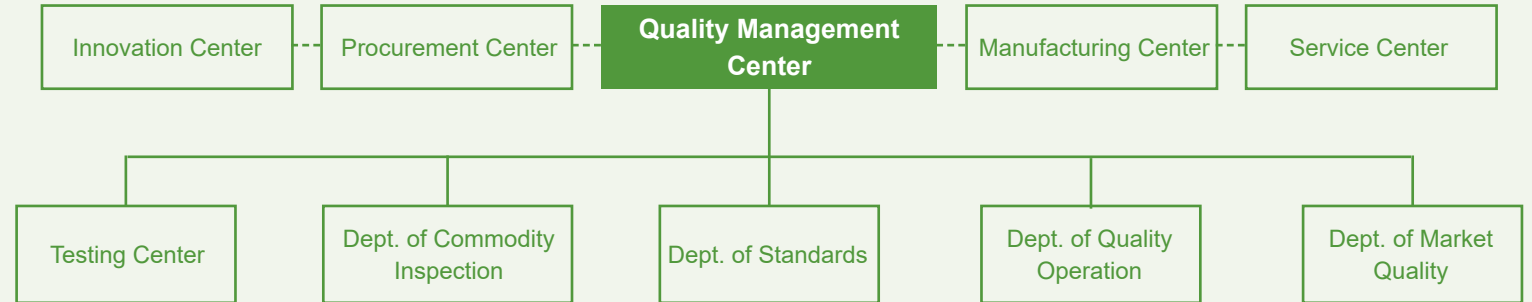 Innovation Center
Procurement Center
Quality Management
Center
Manufacturing Center
Service Center
Testing Center
Dept. of Commodity
Inspection
Dept. of Standards
Dept. of Quality
Operation
Dept. of Market
Quality